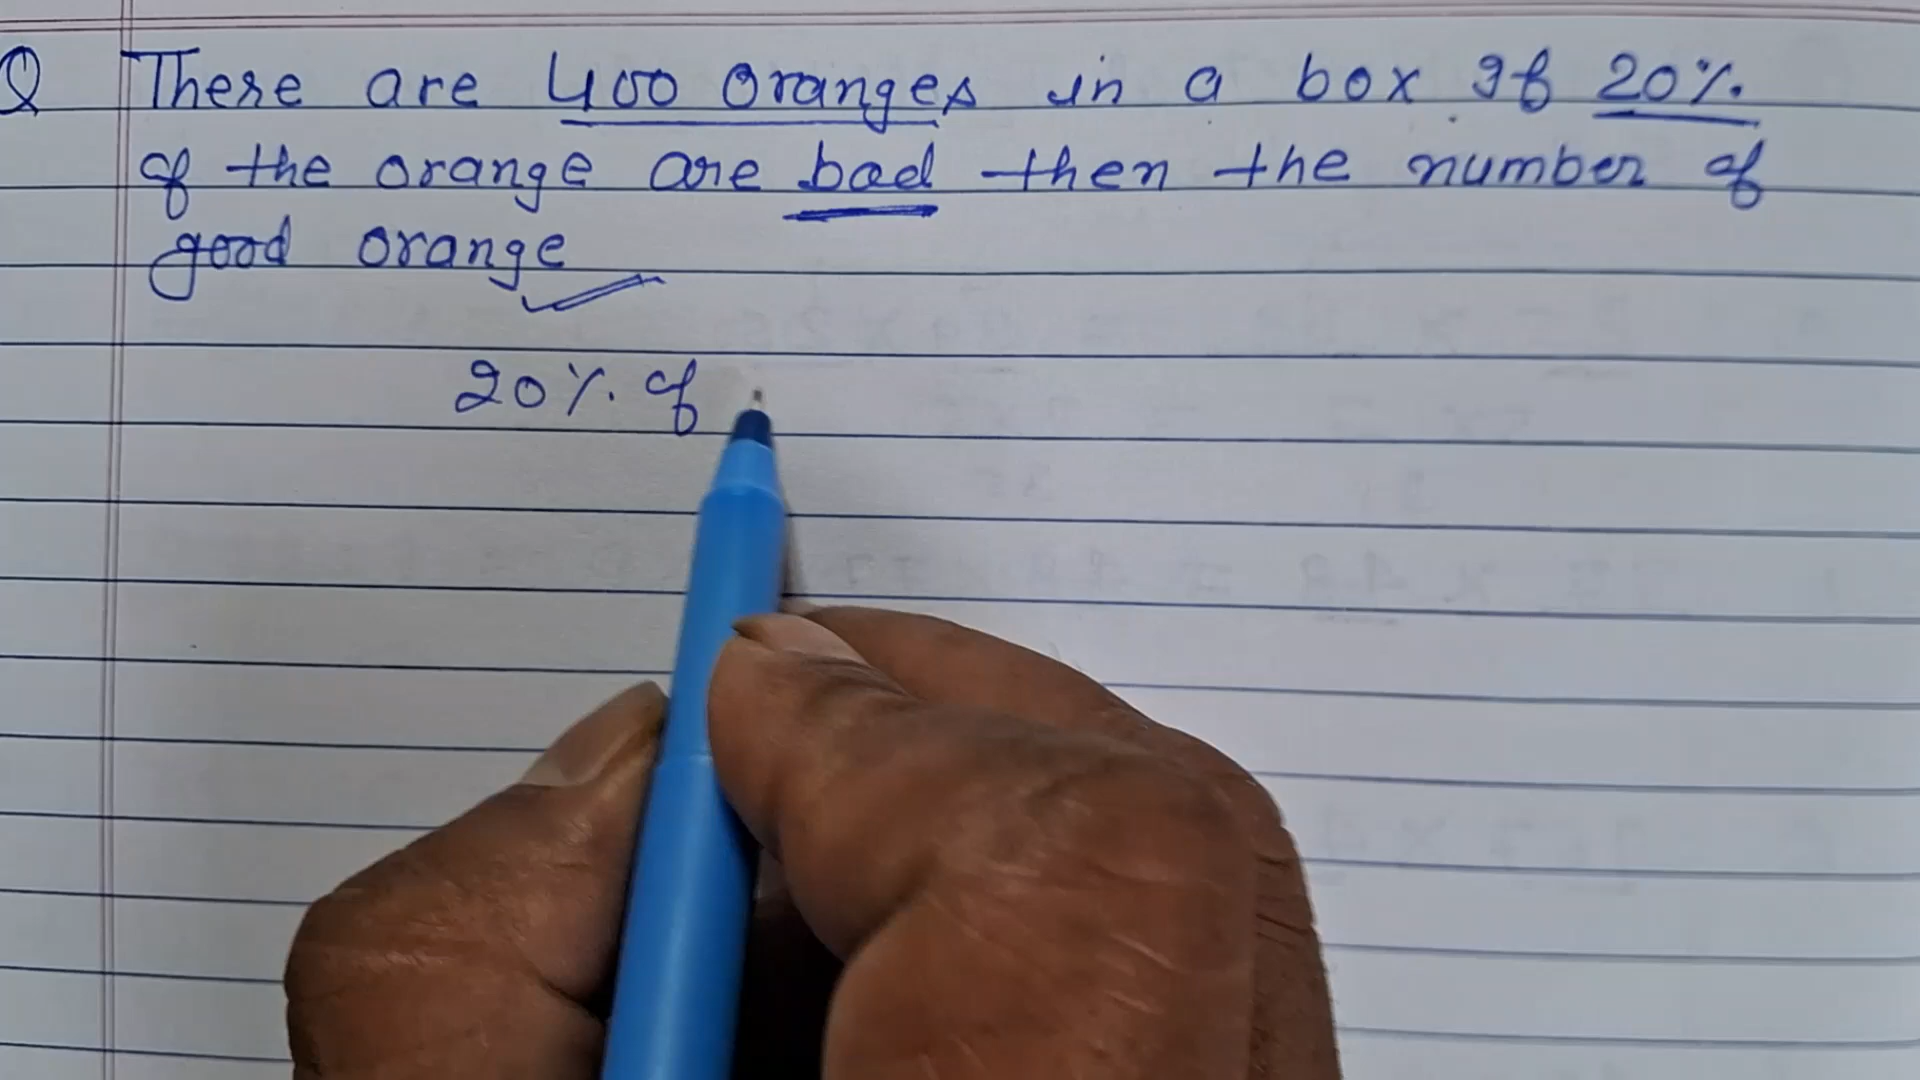 Q There are 400 oranges in a box If 20%
of the orange are bad then the number of
good orange
20% of